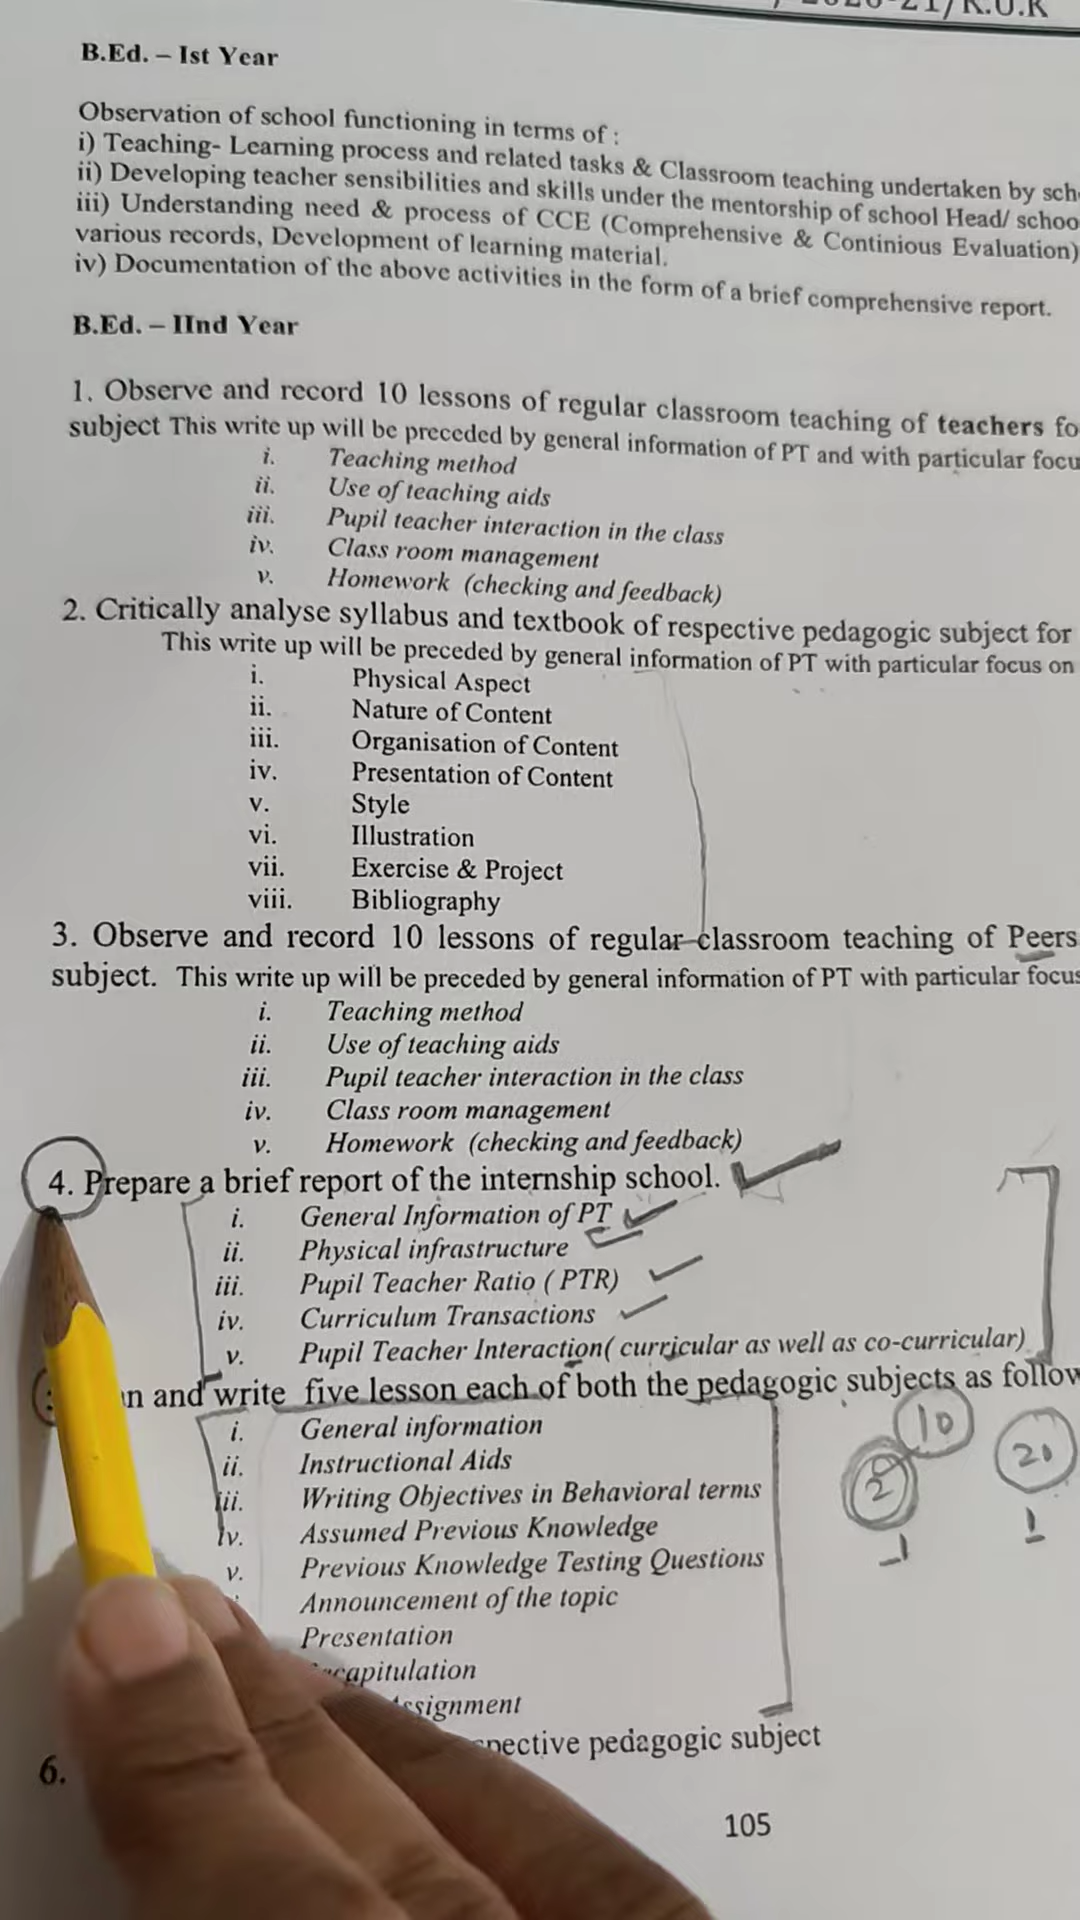 2020-21/K.U.K
B.Ed. – Ist Year
Observation of school functioning in terms of :
i) Teaching- Learning process and related tasks & Classroom teaching undertaken by
ii) Developing teacher sensibilities and skills under the mentorship of school Head/
iii) Understanding need & process of CCE (Comprehensive & Continious Evaluation)
various records, Development of learning material.
iv) Documentation of the above activities in the form of a brief comprehensive report.
B.Ed. – IInd Year
1. Observe and record 10 lessons of regular classroom teaching of teachers
subject This write up will be preceded by general information of PT and with particular
i. Teaching method
ii. Use of teaching aids
iii. Pupil teacher interaction in the class
iv. Class room management
v. Homework (checking and feedback)
2. Critically analyse syllabus and textbook of respective pedagogic subject for
This write up will be preceded by general information of PT with particular focus on
i. Physical Aspect
ii. Nature of Content
iii. Organisation of Content
iv. Presentation of Content
v. Style
vi. Illustration
vii. Exercise & Project
viii. Bibliography
3. Observe and record 10 lessons of regular classroom teaching of Peers
subject. This write up will be preceded by general information of PT with particular focus
i. Teaching method
ii. Use of teaching aids
iii. Pupil teacher interaction in the class
iv. Class room management
v. Homework (checking and feedback)
4. Prepare a brief report of the internship school.
i. General Information of PT
ii. Physical infrastructure
iii. Pupil Teacher Ratio ( PTR)
iv. Curriculum Transactions
v. Pupil Teacher Interaction( curricular as well as co-curricular)
and write five lesson each of both the pedagogic subjects as
i. General information
ii. Instructional Aids
iii. Writing Objectives in Behavioral terms
iv. Assumed Previous Knowledge
v. Previous Knowledge Testing Questions
Announcement of the topic
Presentation
10
20
2
pedagogic subject
6.
105